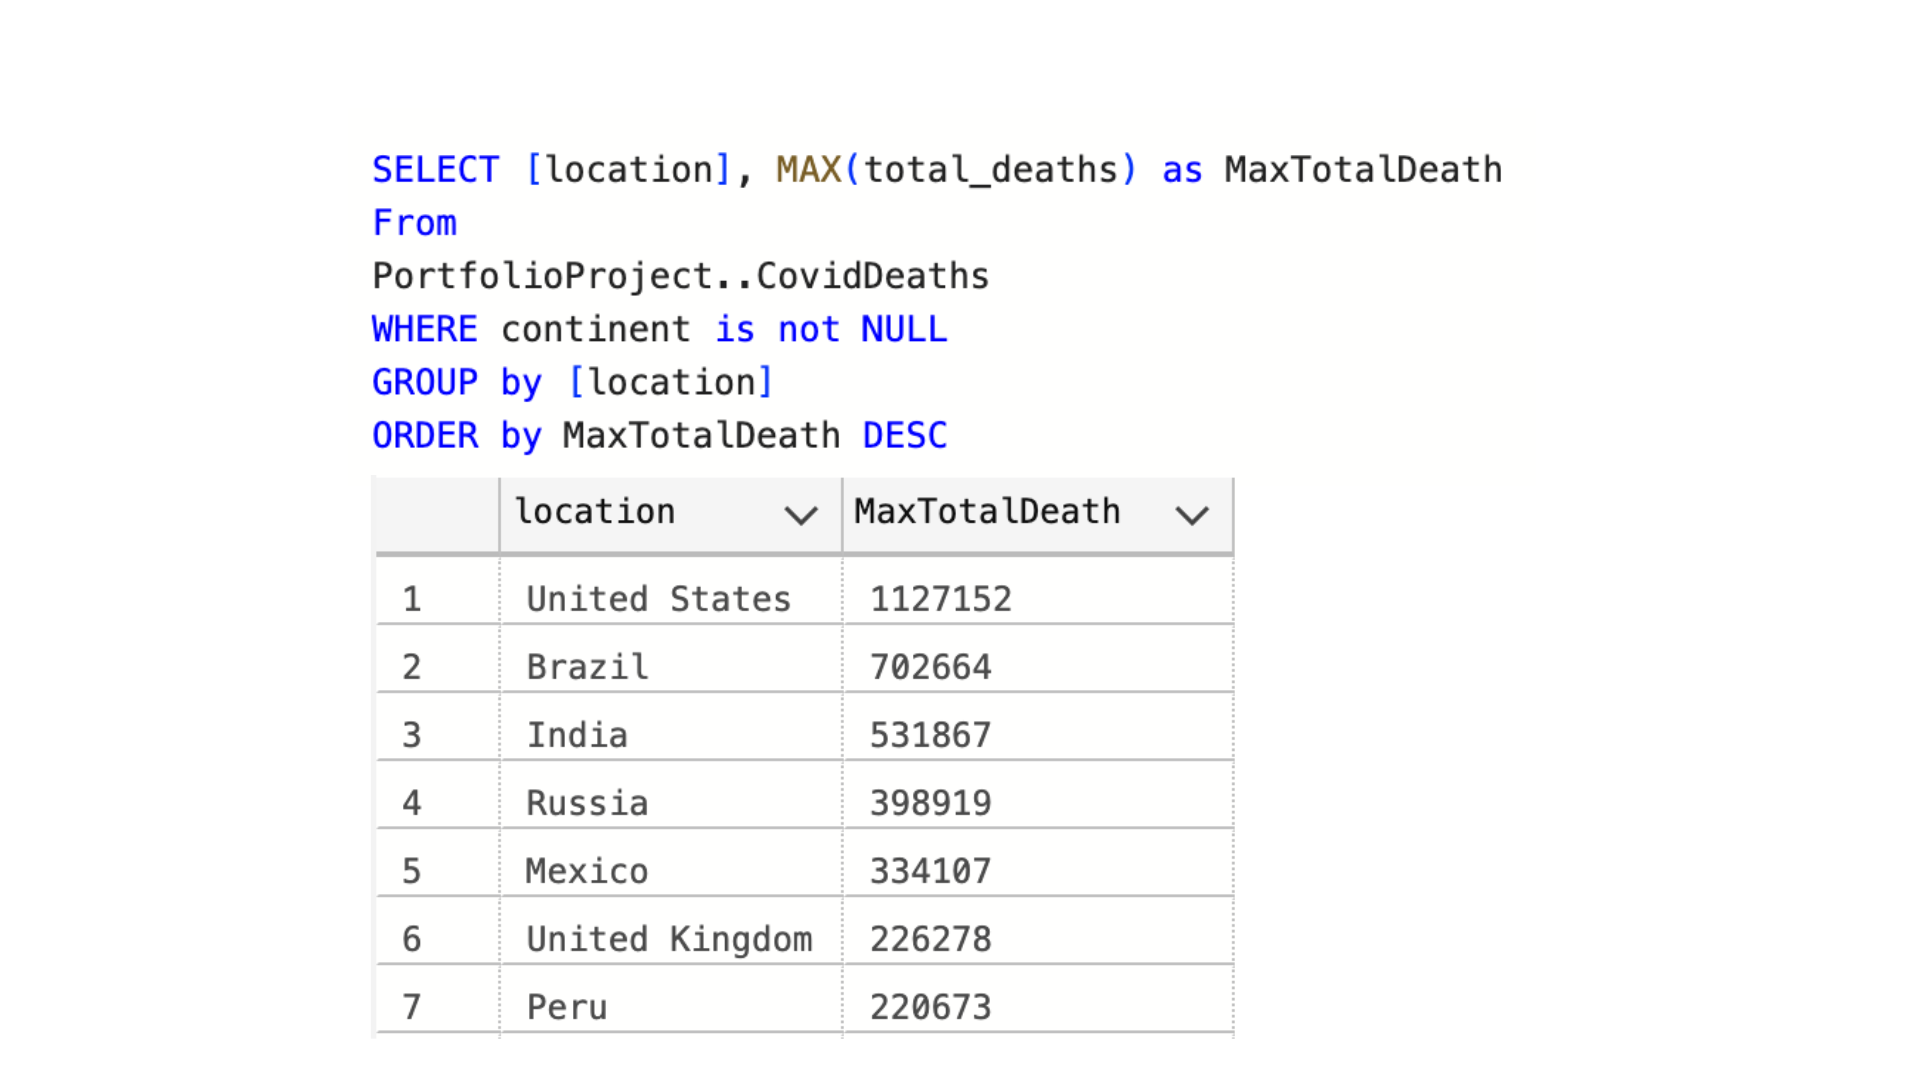 SELECT [location], MAX(total_deaths) as MaxTotalDeath
From
PortfolioProject..CovidDeaths
WHERE continent is not NULL
GROUP by [location]
ORDER by MaxTotalDeath DESC
location MaxTotalDeath
1 United States 1127152
2 Brazil 702664
3 India 531867
4 Russia 398919
5 Mexico 334107
6 United Kingdom 226278
7 Peru 220673